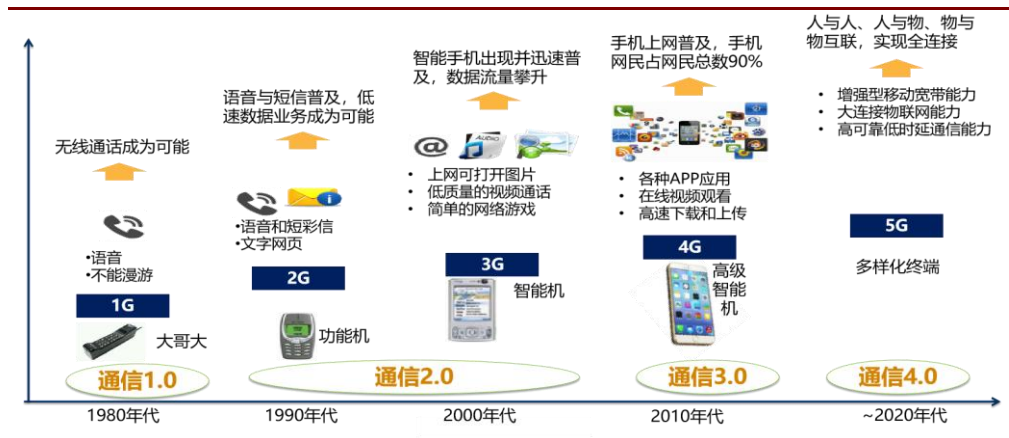 无线通话成为可能
•语音
•不能漫游
1G
大哥大
通信1.0
1980年代
语音与短信普及，低
速数据业务成为可能
•语音和短彩信
•文字网页
2G
功能机
1990年代
通信2.0
智能手机出现并迅速普
及，数据流量攀升
@
AUDIO
• 上网可打开图片
• 低质量的视频通话
• 简单的网络游戏
3G
智能机
2000年代
手机上网普及，手机
网民占网民总数90%
• 各种APP应用
• 在线视频观看
• 高速下载和上传
4G
高级
智能
机
通信3.0
2010年代
人与人、人与物、物与
物互联，实现全连接
• 增强型移动宽带能力
• 大连接物联网能力
• 高可靠低时延通信能力
5G
多样化终端
通信4.0
~2020年代